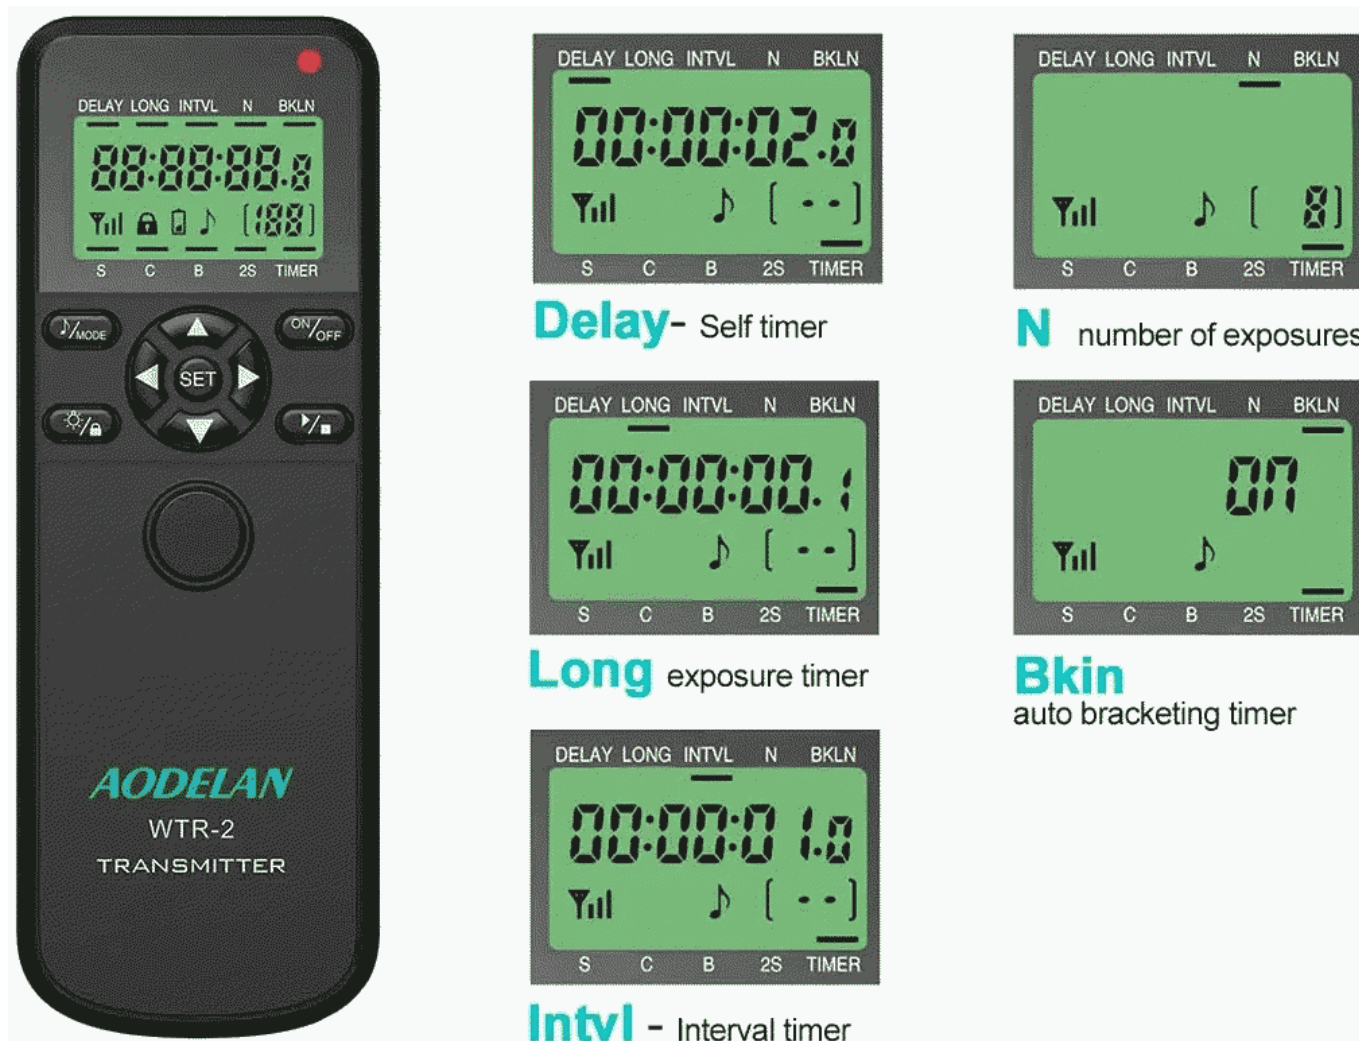 DELAY LONG INTVL N BKLN
88:88:88.8
[188]
S C B 2S TIMER
♪/MODE
ON/OFF
SET
AODELAN
WTR-2
TRANSMITTER
DELAY LONG INTVL N BKLN
00:00:02.0
[ -- ]
S C B 2S TIMER
Delay- Self timer
DELAY LONG INTVL N BKLN
00:00:00.1
[ -- ]
S C B 2S TIMER
Long exposure timer
DELAY LONG INTVL N BKLN
00:00:01.0
[ -- ]
S C B 2S TIMER
Intvl - Interval timer
DELAY LONG INTVL N BKLN
[ 8]
S C B 2S TIMER
N number of exposures
DELAY LONG INTVL N BKLN
on
S C B 2S TIMER
Bkin
auto bracketing timer